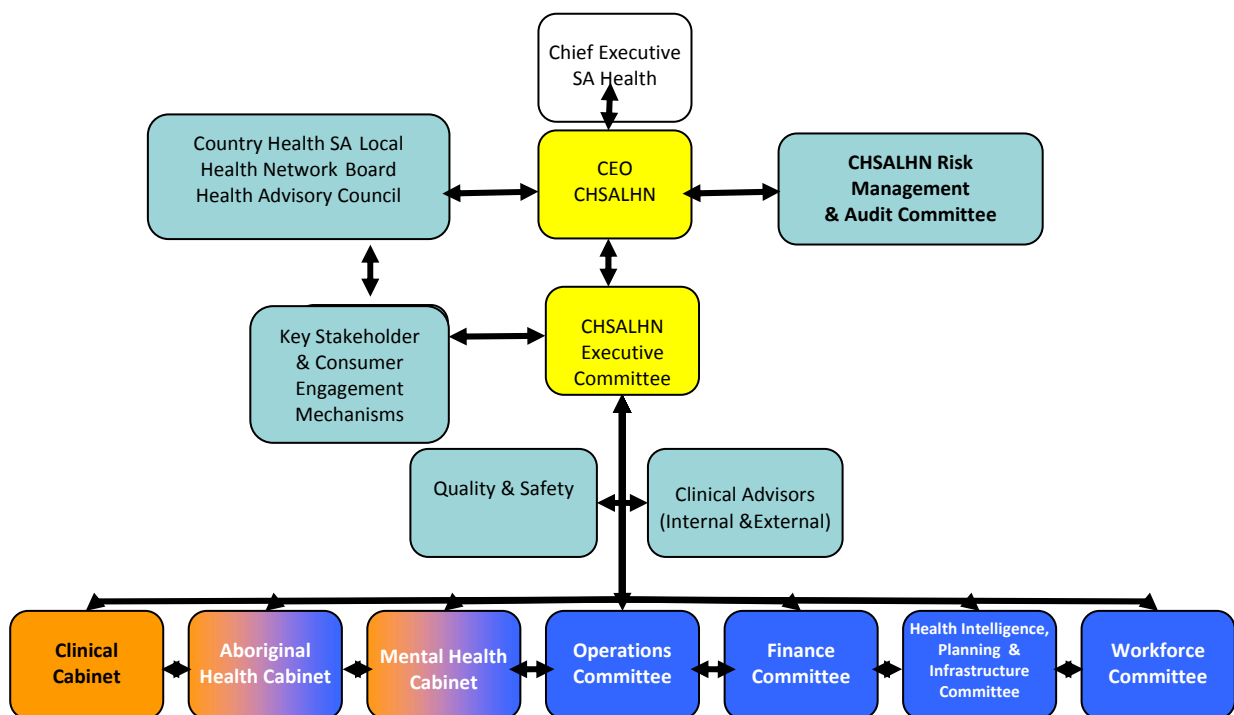 Chief Executive
SA Health
Country Health SA Local
Health Network Board
Health Advisory Council
CEO
CHSALHN
CHSALHN Risk
Management
& Audit Committee
Key Stakeholder
& Consumer
Engagement
Mechanisms
CHSALHN
Executive
Committee
Quality & Safety
Clinical Advisors
(Internal &External)
Clinical
Cabinet
Aboriginal
Health Cabinet
Mental Health
Cabinet
Operations
Committee
Finance
Committee
Health Intelligence,
Planning &
Infrastructure
Committee
Workforce
Committee